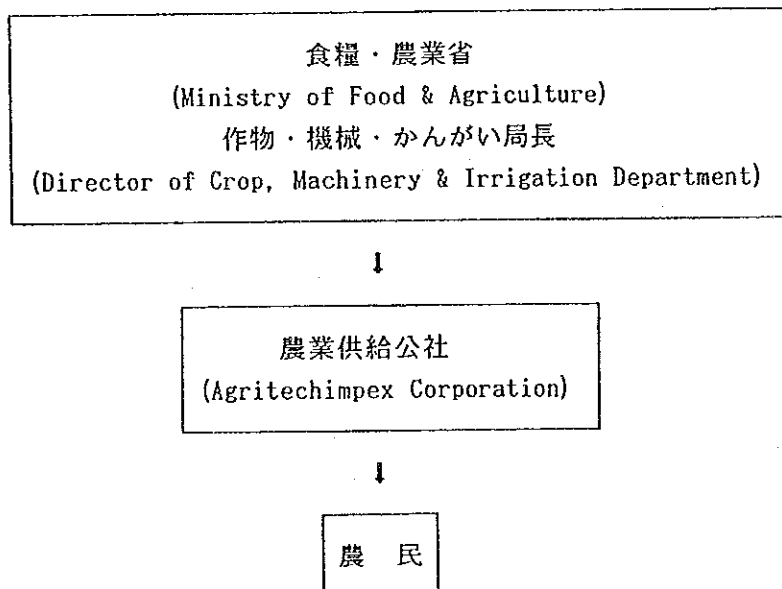 食糧・農業省
(Ministry of Food & Agriculture)
作物・機械・かんがい局長
(Director of Crop, Machinery & Irrigation Department)
↓
農業供給公社
(Agritechimpex Corporation)
↓
農 民